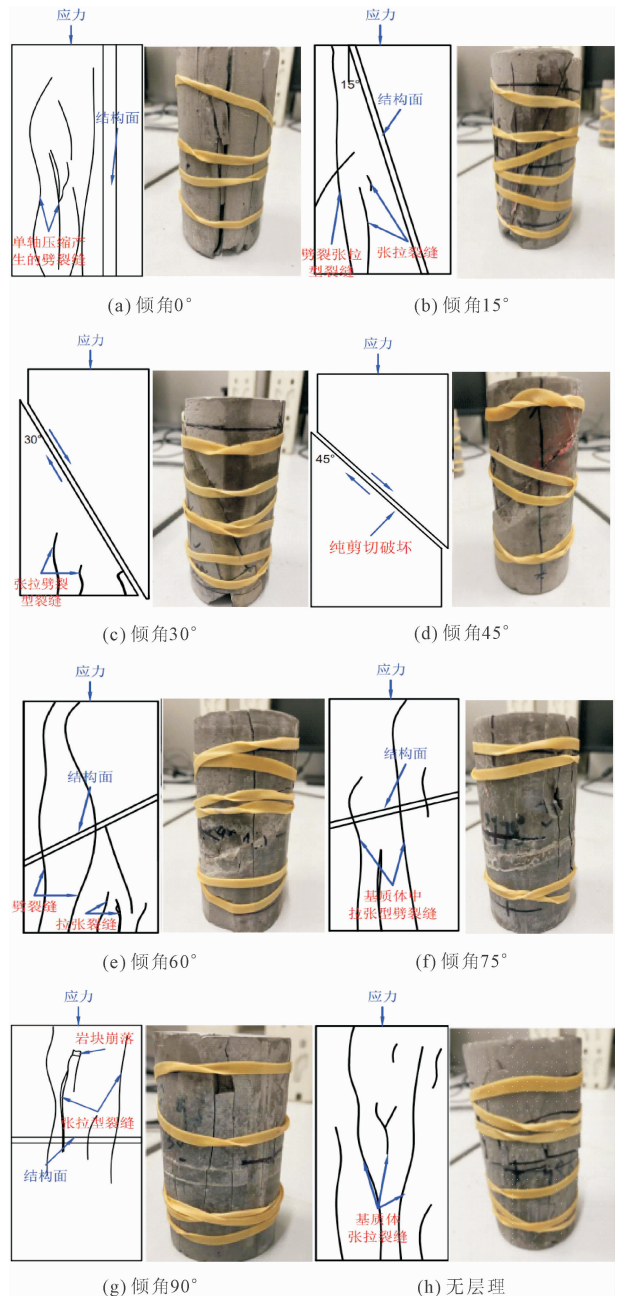 应力
应力
结构面
单轴压缩产
生的劈裂缝
15°
结构面
劈裂张拉
型裂缝
张拉裂缝
(a) 倾角0°
(b) 倾角15°
应力
应力
30°
张拉劈裂
型裂缝
45°
纯剪切破坏
(c) 倾角30°
(d) 倾角45°
应力
应力
结构面
劈裂缝
拉张裂缝
结构面
基质体中
拉张型劈裂缝
(e) 倾角60°
(f) 倾角75°
应力
应力
岩块崩落
张拉型裂缝
结构面
基质体
张拉裂缝
(g) 倾角90°
(h) 无层理